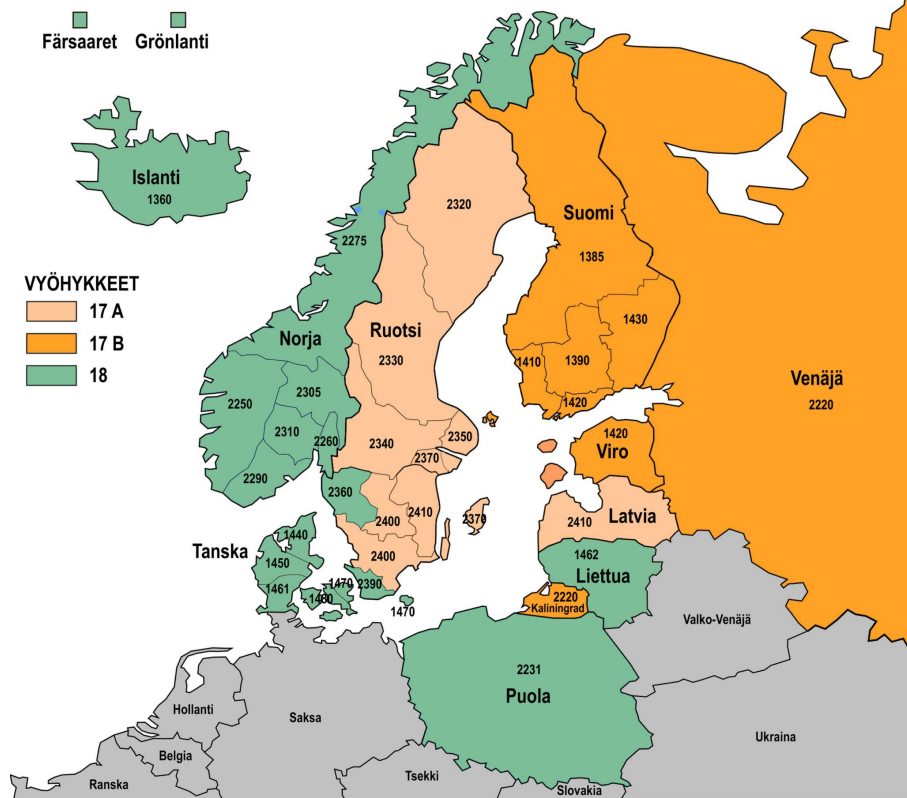 Färsaaret Grönlanti
Islanti
1360
2320
Suomi
2275
1385
VYÖHYKKEET
17 A
17 B
18
1430
Norja
Ruotsi
2330
1410
1390
Venäjä
2220
2305
2250
1420
2310
2260
2350
1420
Viro
2340
2370
2290
2360
2410
2370
2400
Latvia
2410
1440
Tanska
2400
1462
1450
Liettua
1461
1470
2390
1480
2220
Kaliningrad
1470
Valko-Venäjä
2231
Puola
Hollanti
Saksa
Ukraina
Belgia
Ranska
Tsekki
Slovakia